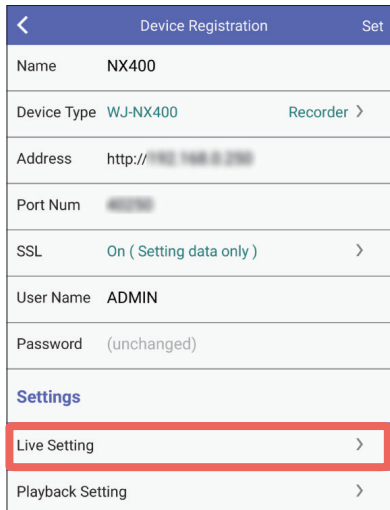 Device Registration Set
Name NX400
Device Type WJ-NX400 Recorder
Address http://
Port Num
SSL On ( Setting data only )
User Name ADMIN
Password (unchanged)
Settings
Live Setting
Playback Setting